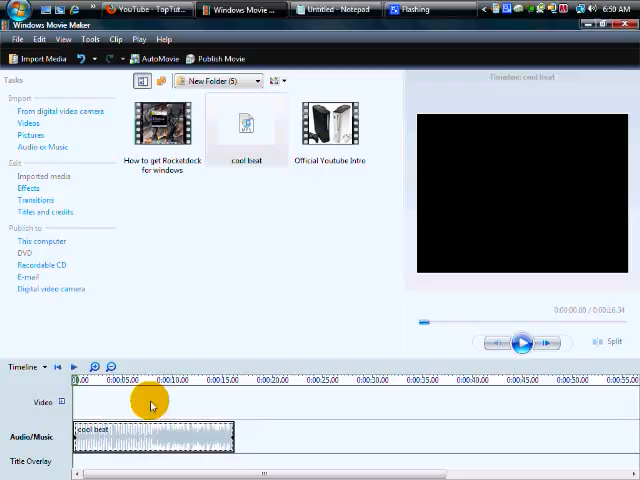 YouTube - TapTut...
Windows Movie ...
Untitled - Notepad
Flashing
6:50 AM
Windows Movie Maker
File Edit View Tools Clip Play Help
Import Media
AutoMovie
Publish Movie
Tasks
New Folder (5)
Timeline: cool beat
Import
From digital video camera
Videos
Pictures
Audio or Music
Edit
Imported media
Effects
Transitions
Titles and credits
Publish to
This computer
DVD
Recordable CD
E-mail
Digital video camera
How to get Rocketdock for windows
cool beat
Official Youtube Intro
0:00:00.00 / 0:00:16.34
Split
Timeline
00.00 0:00:05.00 0:00:10.00 0:00:15.00 0:00:20.00 0:00:25.00 0:00:30.00 0:00:35.00 0:00:40.00 0:00:45.00 0:00:50.00 0:00:55.00
Video
Audio/Music
cool beat
Title Overlay